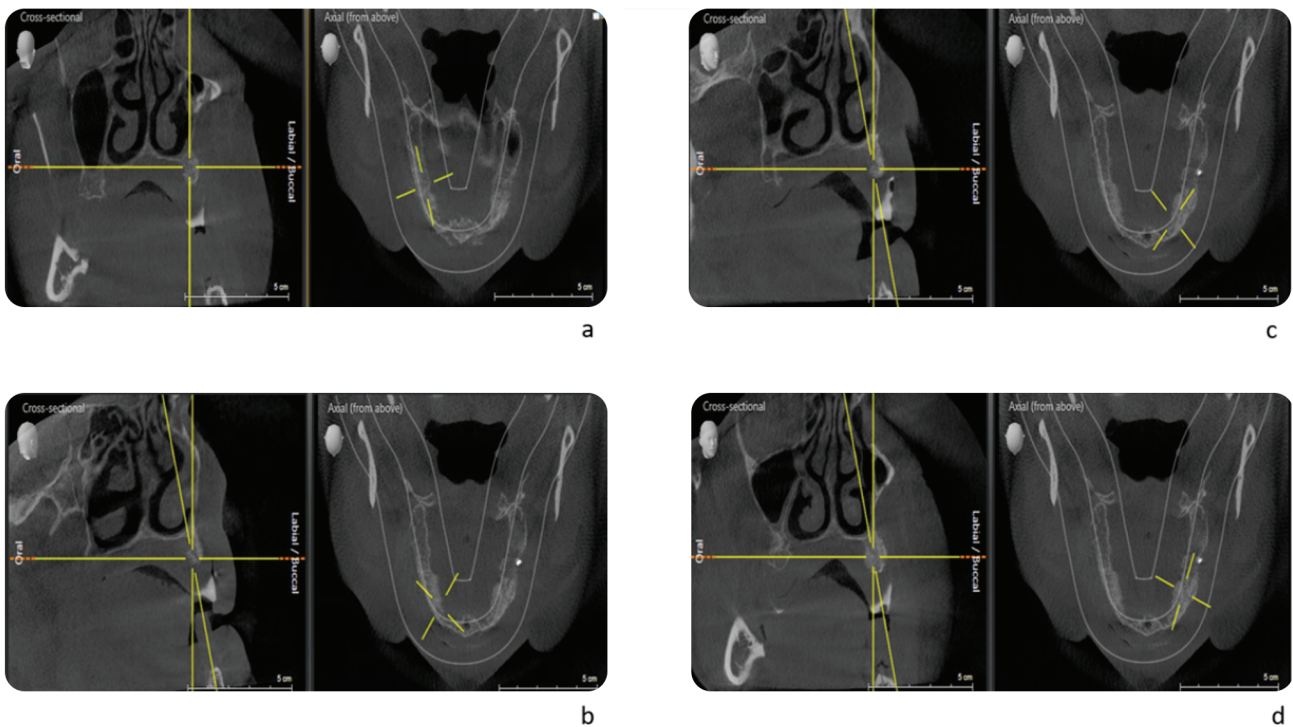 Cross-sectional
Axial (from above)
Oral
Labial / Buccal
5 cm
5 cm
a
Cross-sectional
Axial (from above)
Oral
Labial / Buccal
5 cm
5 cm
c
Cross-sectional
Axial (from above)
Oral
Labial / Buccal
5 cm
5 cm
b
Cross-sectional
Axial (from above)
Oral
Labial / Buccal
5 cm
5 cm
d